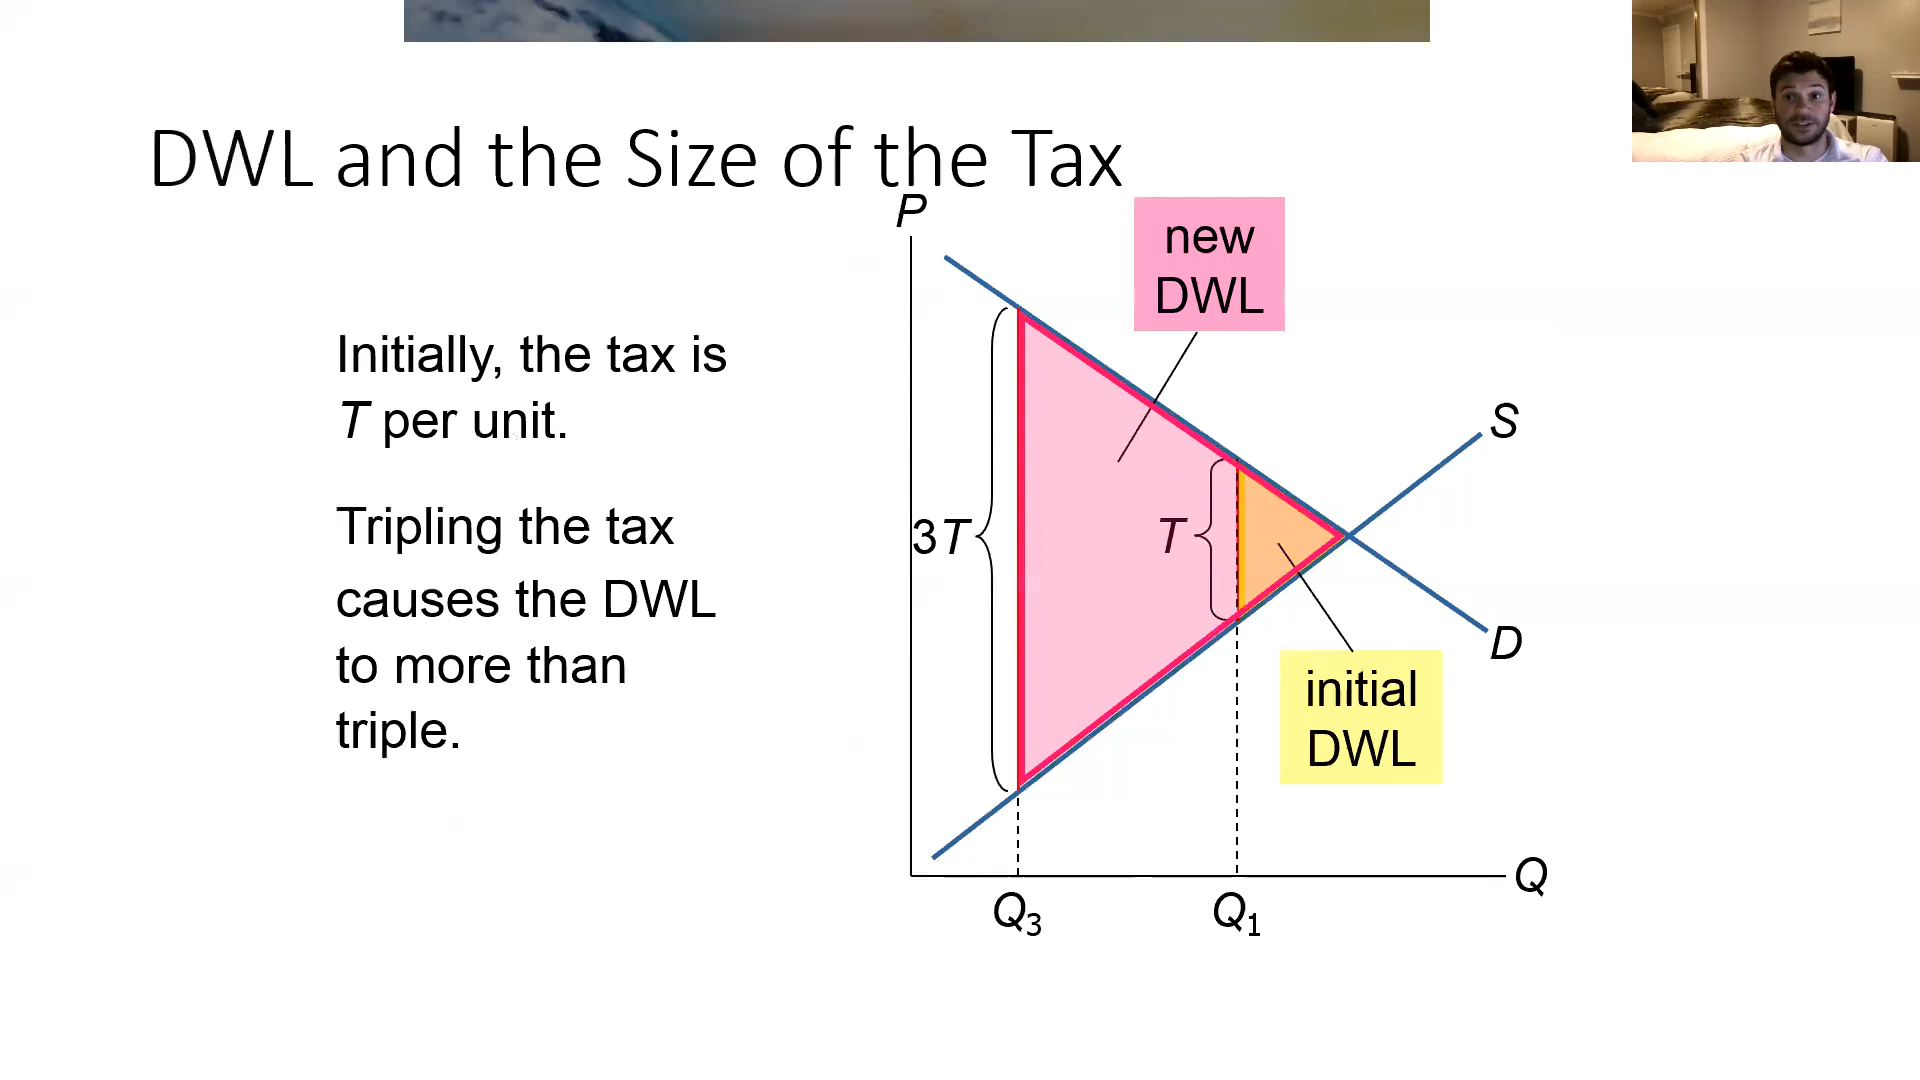 DWL and the Size of the Tax
P
new
DWL
Initially, the tax is
T per unit.
S
Tripling the tax
causes the DWL
to more than
triple.
3T
T
D
initial
DWL
Q
Q3
Q1